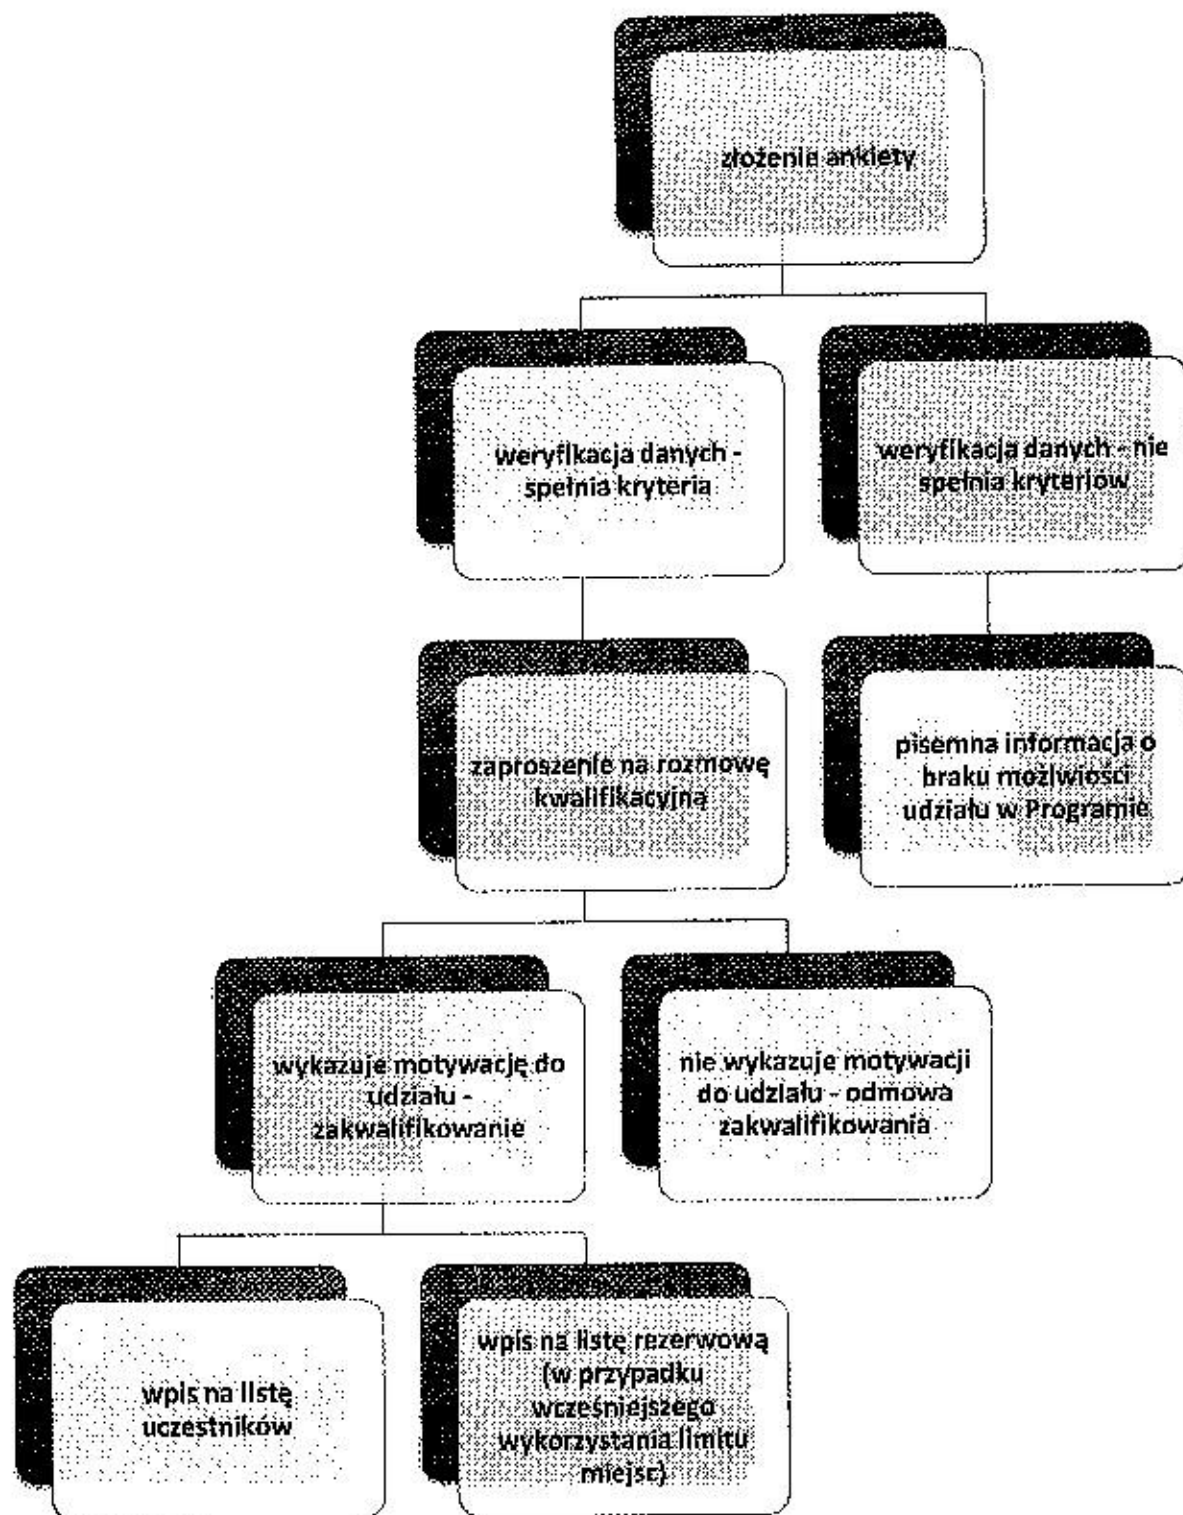 złożenie ankiety
weryfikacja danych -
spełnia kryteria
weryfikacja danych - nie
spełnia kryteriów
zaproszenie na rozmowę
kwalifikacyjną
pisemna informacja o
braku możliwiości
udziału w Programie
wykazuje motywację do
udziału -
zakwalifikowanie
nie wykazuje motywacji
do udziału - odmowa
zakwalifikowania
wpis na listę
uczestników
wpis na listę rezerwową
(w przypadku
wcześniejszego
wykorzystania limitu
miejsc)